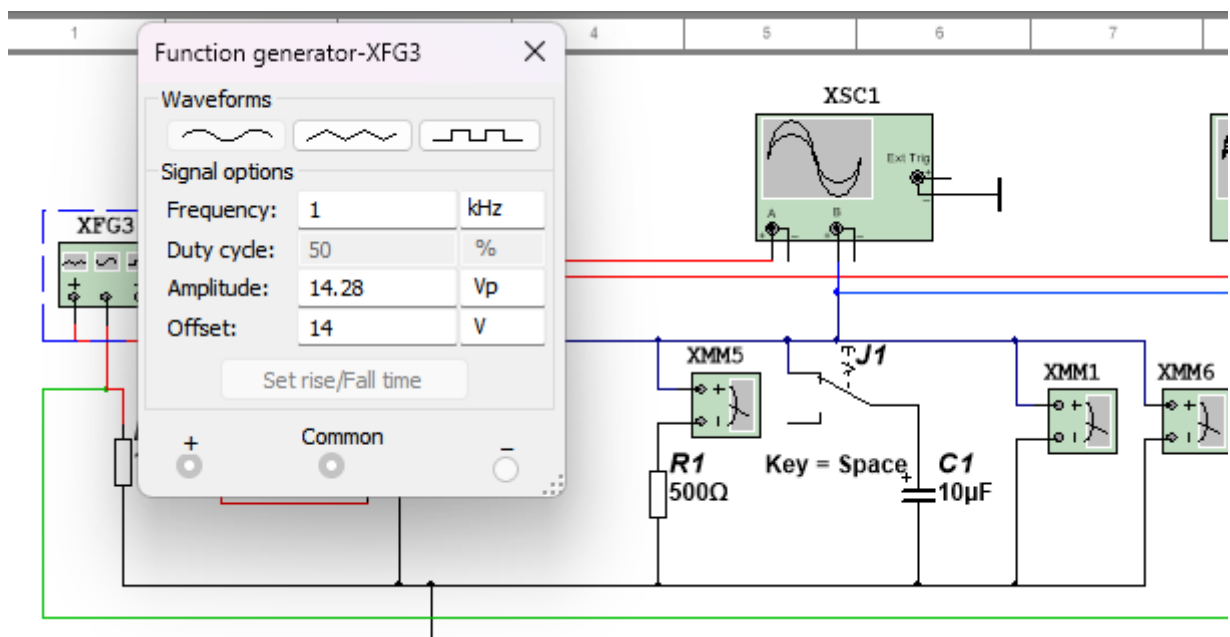 1
4
5
6
7
Function generator-XFG3
Waveforms
Signal options
Frequency: 1 kHz
Duty cycle: 50 %
Amplitude: 14.28 Vp
Offset: 14 V
Set rise/Fall time
+ Common −
XFG3
+
XSC1
Ext Trig
+
−
A B
+ − + −
XMM5
+
J1
XMM1
+
XMM6
+
R1
500Ω
Key = Space
+
C1
10µF